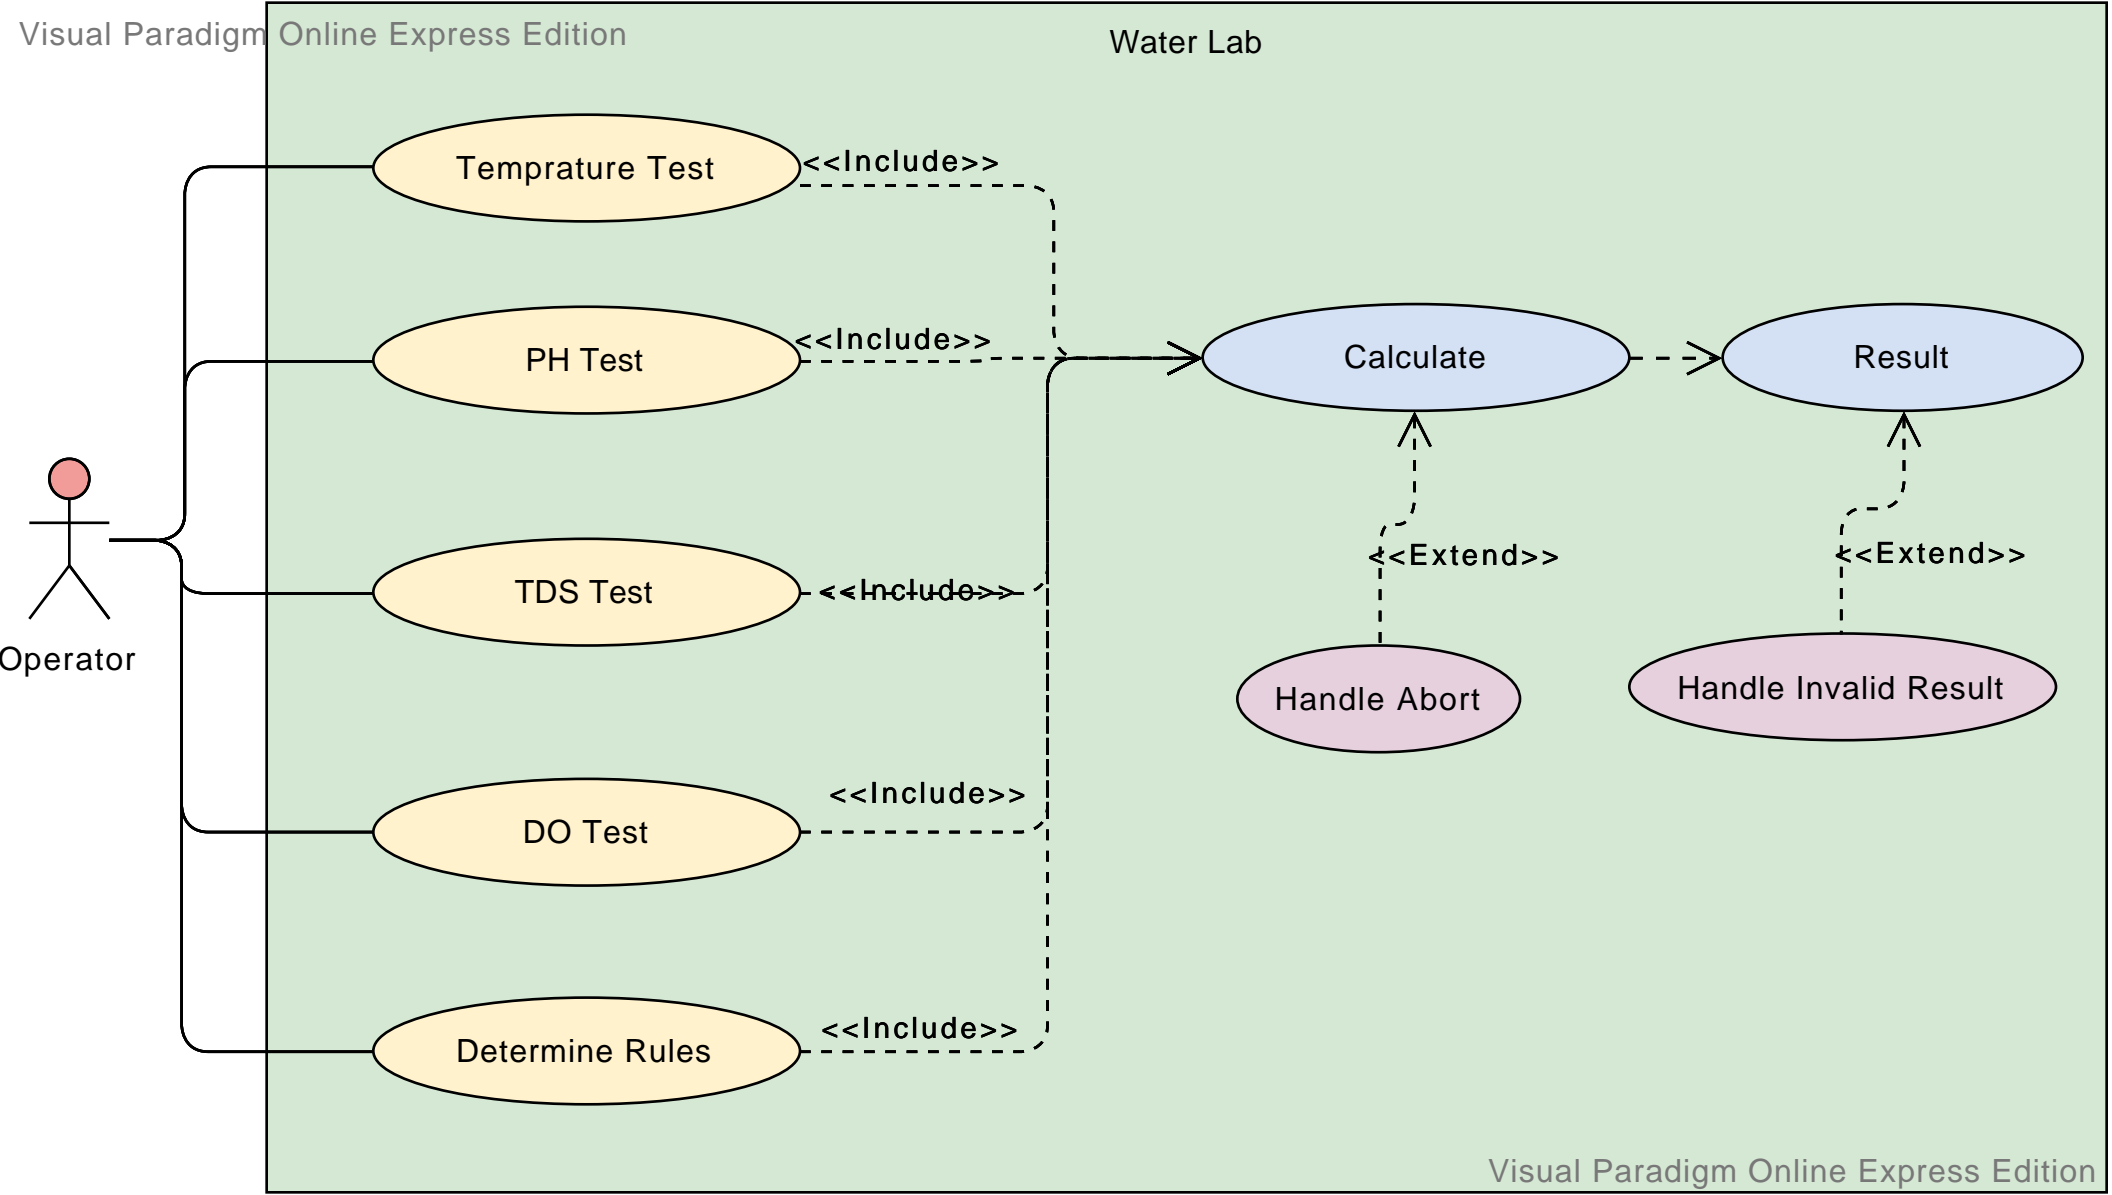 Visual Paradigm Online Express Edition
Water Lab
Temprature Test
<<Include>>
PH Test
<<Include>>
Calculate
Result
TDS Test
<<Include>>
<<Extend>>
<<Extend>>
Operator
Handle Abort
Handle Invalid Result
DO Test
<<Include>>
Determine Rules
<<Include>>
Visual Paradigm Online Express Edition